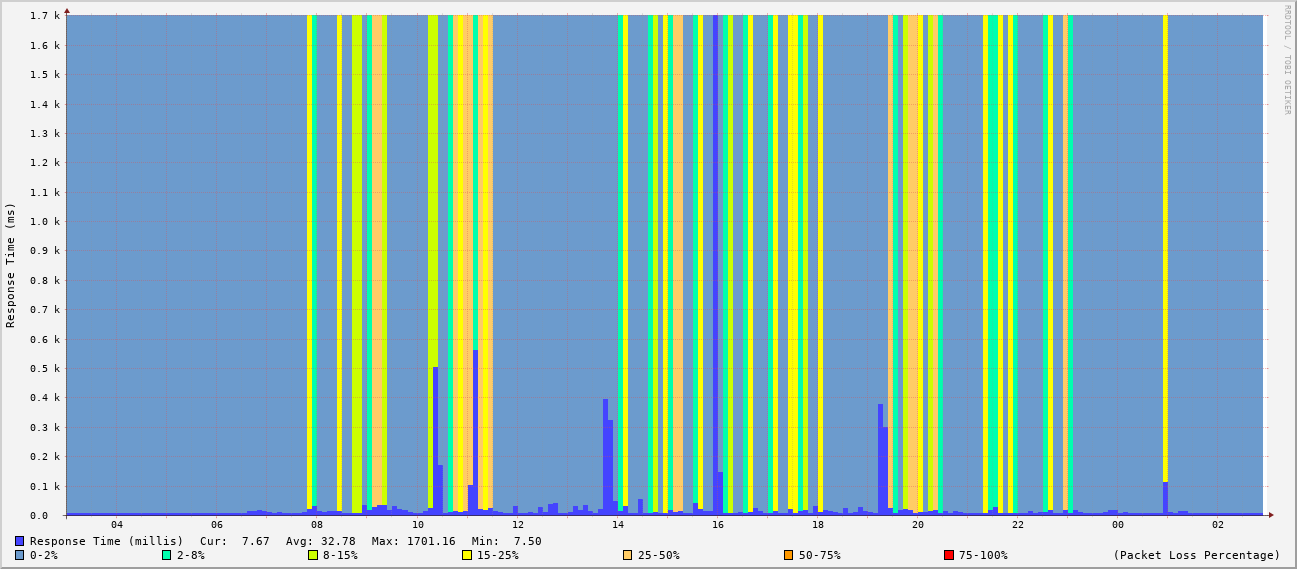 RRDTOOL / TOBI OETIKER
Response Time (ms)
1.7 k
1.6 k
1.5 k
1.4 k
1.3 k
1.2 k
1.1 k
1.0 k
0.9 k
0.8 k
0.7 k
0.6 k
0.5 k
0.4 k
0.3 k
0.2 k
0.1 k
0.0
04 06 08 10 12 14 16 18 20 22 00 02
Response Time (millis) Cur: 7.67 Avg: 32.78 Max: 1701.16 Min: 7.50
0-2% 2-8% 8-15% 15-25% 25-50% 50-75% 75-100% (Packet Loss Percentage)